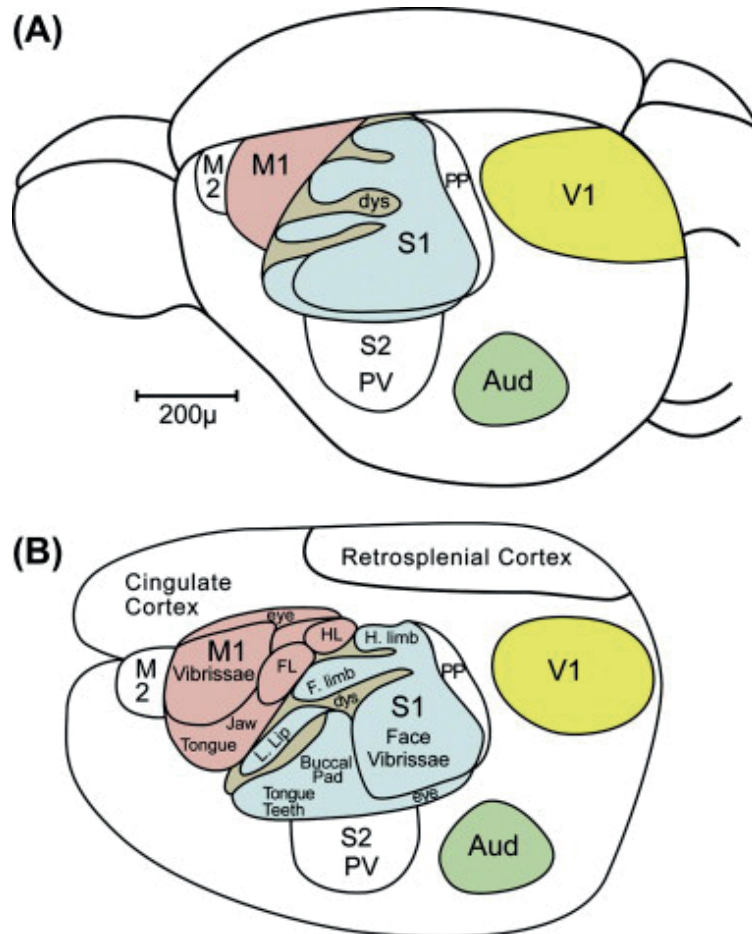 (A)
M
2
M1
dys
PP
S1
V1
S2
PV
Aud
200μ
(B)
Retrosplenial Cortex
Cingulate
Cortex
eye
HL
H. limb
M
2
M1
Vibrissae
FL
F. limb
PP
V1
dys
S1
Jaw
Tongue
L. Lip
Face
Vibrissae
Buccal
Pad
Tongue
Teeth
eye
S2
PV
Aud